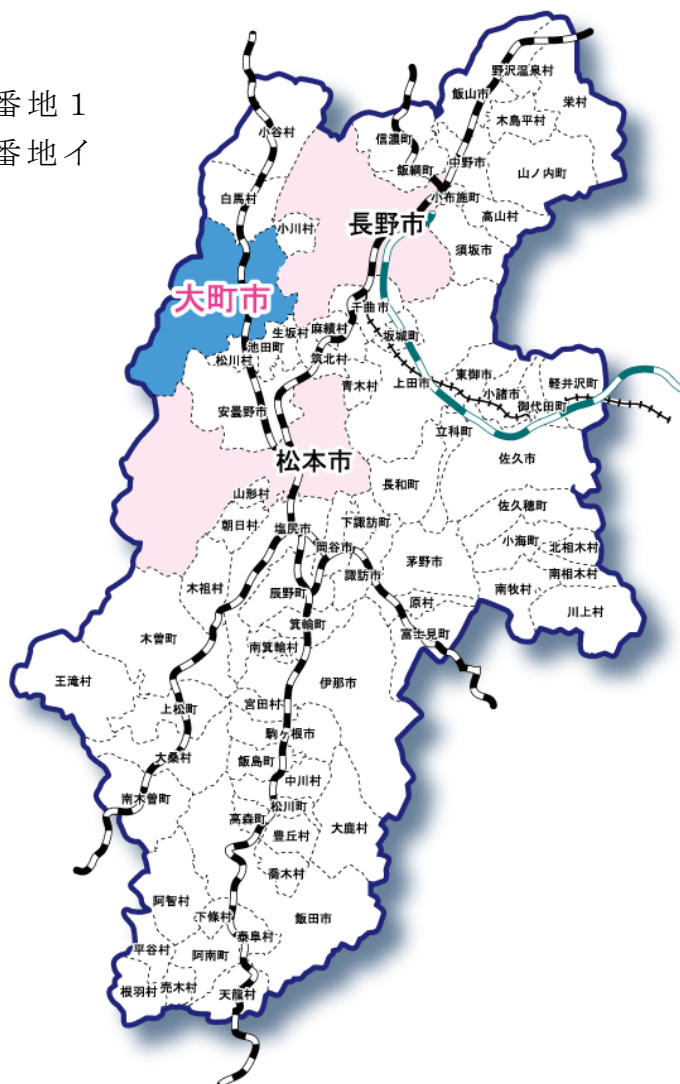 番地１
番地イ
野沢温泉村
飯山市
栄村
小谷村
信濃町
木島平村
飯綱町
中野市
山ノ内町
白馬村
小布施町
高山村
小川村
長野市
須坂市
大町市
千曲市
生坂村
麻績村
坂城町
池田町
松川村
筑北村
青木村
上田市
東御市
小諸市
軽井沢町
御代田町
安曇野市
立科町
松本市
佐久市
長和町
山形村
朝日村
塩尻市
下諏訪町
佐久穂町
岡谷市
小海町
北相木村
茅野市
諏訪市
南相木村
木祖村
辰野町
原村
南牧村
川上村
箕輪町
富士見町
木曽町
南箕輪村
王滝村
伊那市
上松町
宮田村
駒ヶ根市
大桑村
飯島町
中川村
南木曽町
松川町
高森町
豊丘村
大鹿村
喬木村
阿智村
下條村
飯田市
泰阜村
平谷村
阿南町
根羽村
売木村
天龍村